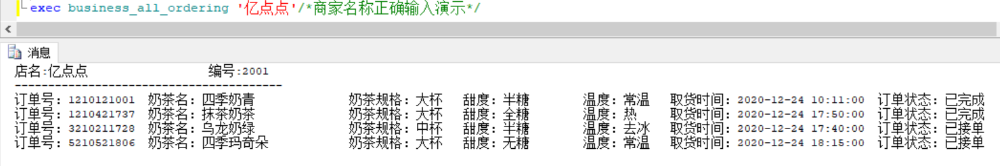 exec business_all_ordering '亿点点'/*商家名称正确输入演示*/
消息
店名:亿点点 编号:2001
----------------------------------------
订单号: 1210121001 奶茶名: 四季奶青 奶茶规格: 大杯 甜度: 半糖 温度: 常温 取货时间: 2020-12-24 10:11:00 订单状态: 已完成
订单号: 1210421737 奶茶名: 抹茶奶茶 奶茶规格: 大杯 甜度: 全糖 温度: 热 取货时间: 2020-12-24 17:50:00 订单状态: 已完成
订单号: 3210211728 奶茶名: 乌龙奶绿 奶茶规格: 中杯 甜度: 半糖 温度: 去冰 取货时间: 2020-12-24 17:40:00 订单状态: 已接单
订单号: 5210521806 奶茶名: 四季玛奇朵 奶茶规格: 大杯 甜度: 无糖 温度: 常温 取货时间: 2020-12-24 18:15:00 订单状态: 已接单